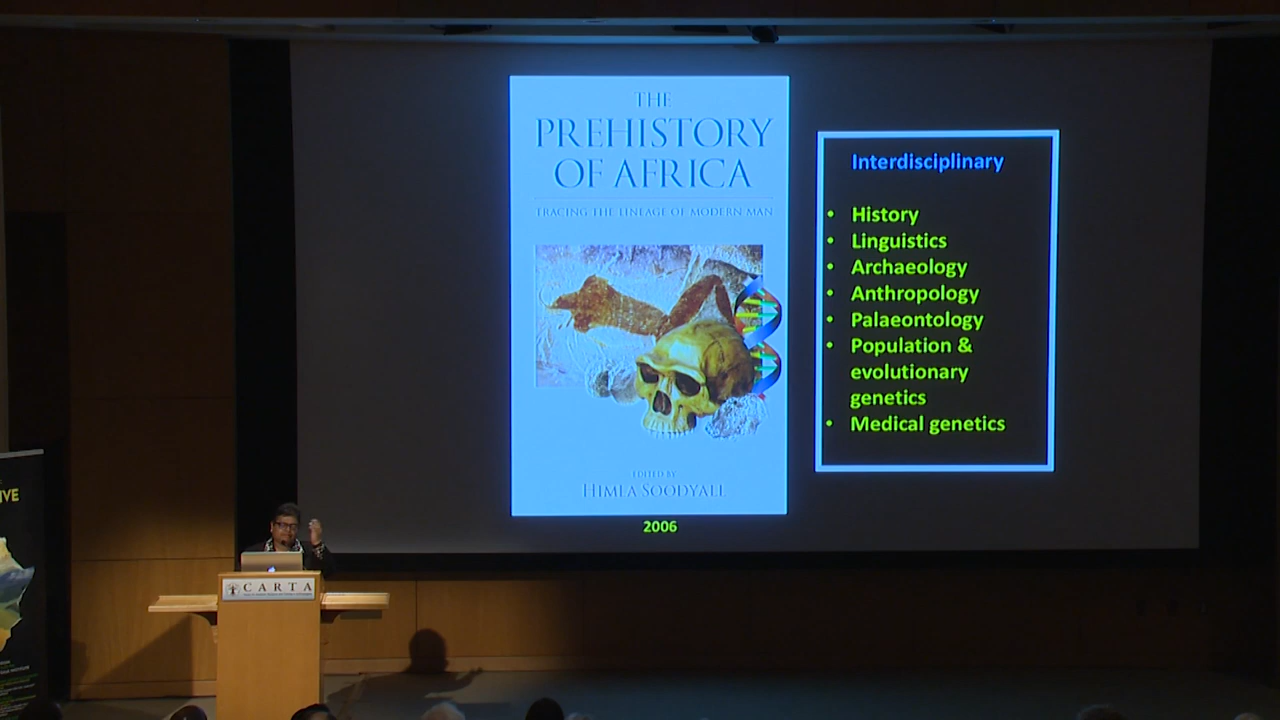 THE
PREHISTORY
OF AFRICA
TRACING THE LINEAGE OF MODERN MAN
EDITED BY
HIMLA SOODYALL
2006
Interdisciplinary
• History
• Linguistics
• Archaeology
• Anthropology
• Palaeontology
• Population &
evolutionary
genetics
• Medical genetics
CARTA